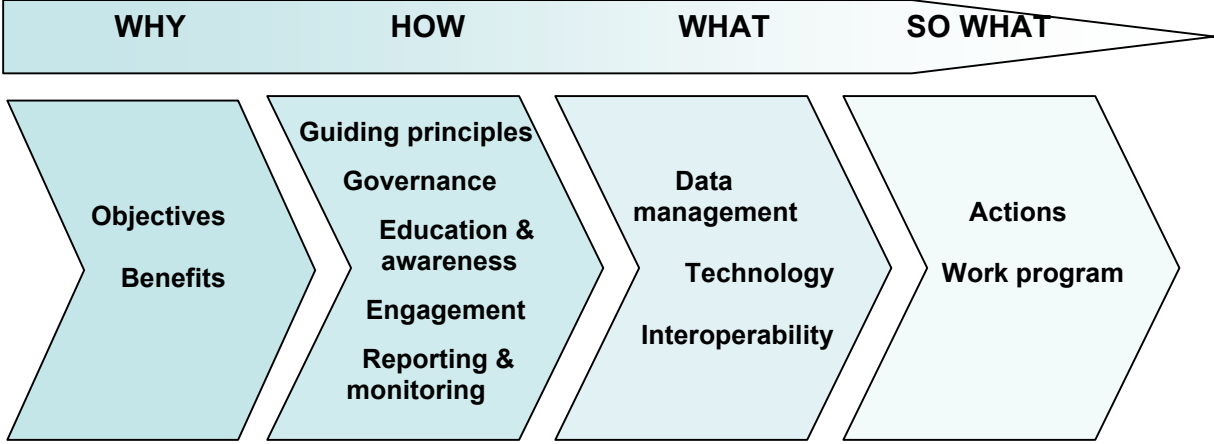 WHY
HOW
WHAT
SO WHAT
Objectives
Benefits
Guiding principles
Governance
Education &
awareness
Engagement
Reporting &
monitoring
Data
management
Technology
Interoperability
Actions
Work program